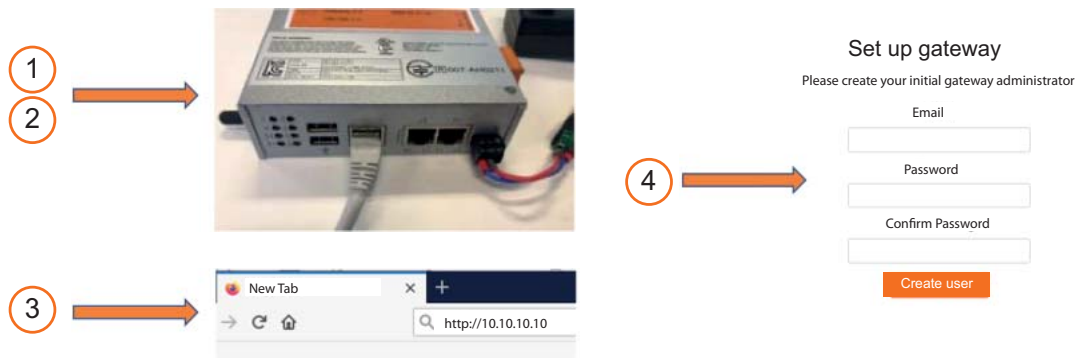 1
2
3
New Tab
http://10.10.10.10
4
Set up gateway
Please create your initial gateway administrator
Email
Password
Confirm Password
Create user